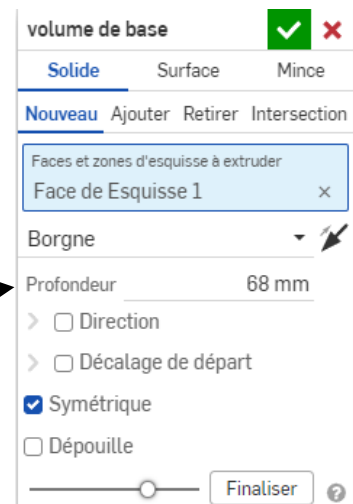 volume de base
Solide Surface Mince
Nouveau Ajouter Retirer Intersection
Faces et zones d'esquisse à extruder
Face de Esquisse 1
Borgne
Profondeur 68 mm
Direction
Décalage de départ
Symétrique
Dépouille
Finaliser